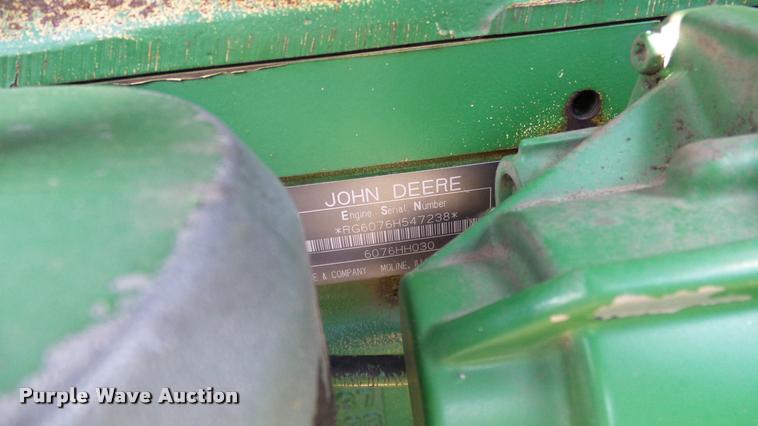 JOHN DEERE
Engine Serial Number
*RG6076H547238*
6076HH030
E & COMPANY MOLINE,
Purple Wave Auction